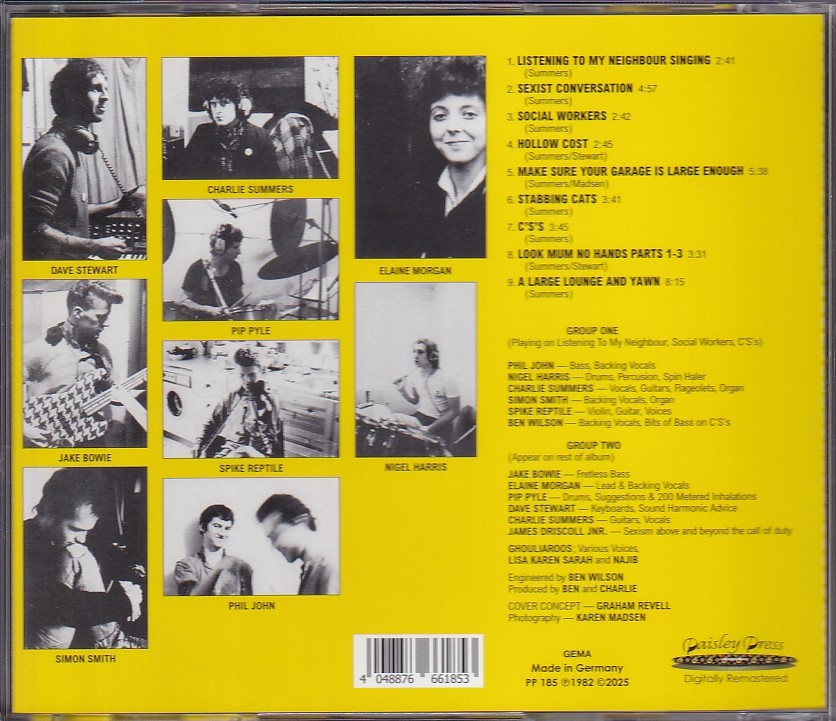 DAVE STEWART
CHARLIE SUMMERS
PIP PYLE
ELAINE MORGAN
JAKE BOWIE
SPIKE REPTILE
NIGEL HARRIS
SIMON SMITH
PHIL JOHN
1. LISTENING TO MY NEIGHBOUR SINGING 2:41
(Summers)
2. SEXIST CONVERSATION 4:57
(Summers)
3. SOCIAL WORKERS 2:42
(Summers)
4. HOLLOW COST 2:45
(Summers/Stewart)
5. MAKE SURE YOUR GARAGE IS LARGE ENOUGH 5:38
(Summers/Madsen)
6. STABBING CATS 3:41
(Summers)
7. C'S'S 3:45
(Summers)
8. LOOK MUM NO HANDS PARTS 1-3 3:31
(Summers/Stewart)
9. A LARGE LOUNGE AND YAWN 8:15
(Summers)
GROUP ONE
(Playing on Listening To My Neighbour, Social Workers, C'S's)
PHIL JOHN — Bass, Backing Vocals
NIGEL HARRIS — Drums, Percusion, Spin Haler
CHARLIE SUMMERS — Vocals, Guitars, Flageolets, Organ
SIMON SMITH — Backing Vocals, Organ
SPIKE REPTILE — Violin, Guitar, Voices
BEN WILSON — Backing Vocals, Bits of Bass on C'S's
GROUP TWO
(Appear on rest of album)
JAKE BOWIE — Fretless Bass
ELAINE MORGAN — Lead & Backing Vocals
PIP PYLE — Drums, Suggestions & 200 Metered Inhalations
DAVE STEWART — Keyboards, Sound Harmonic Advice
CHARLIE SUMMERS — Guitars, Vocals
JAMES DRISCOLL JNR. — Sexism above and beyond the call of duty
GHOULIAROOS; Various Voices,
LISA KAREN SARAH and NAJIB
Engineered by BEN WILSON
Produced by BEN and CHARLIE
COVER CONCEPT — GRAHAM REVELL
Photography — KAREN MADSEN
GEMA
Made in Germany
PP 185 ℗1982 ©2025
Paisley Press
Digitally Remastered
4 048876 661853